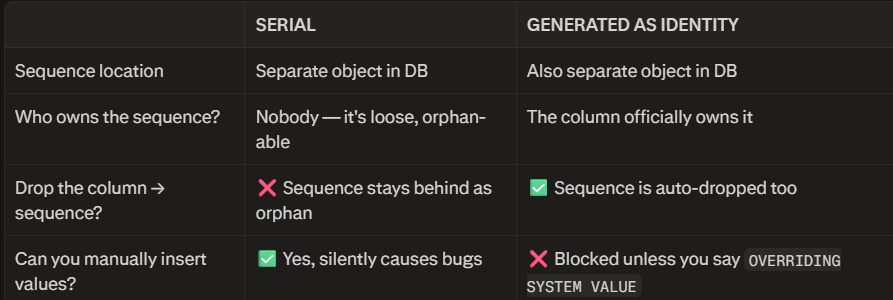 SERIAL GENERATED AS IDENTITY
Sequence location Separate object in DB Also separate object in DB
Who owns the sequence? Nobody — it's loose, orphan- The column officially owns it
able
Drop the column → ❌ Sequence stays behind as ✅ Sequence is auto-dropped too
sequence? orphan
Can you manually insert ✅ Yes, silently causes bugs ❌ Blocked unless you say OVERRIDING
values? SYSTEM VALUE